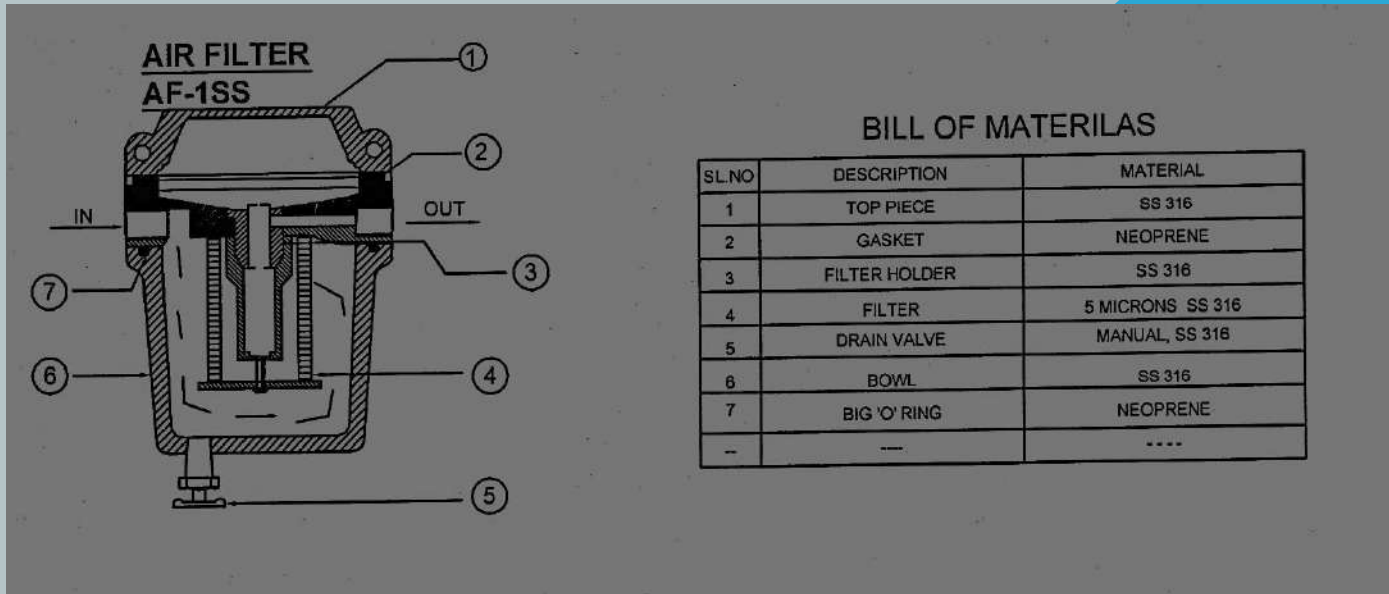 AIR FILTER
AF-1SS
1
2
IN
OUT
3
7
6
4
5
BILL OF MATERILAS
SL.NO DESCRIPTION MATERIAL
1 TOP PIECE SS 316
2 GASKET NEOPRENE
3 FILTER HOLDER SS 316
4 FILTER 5 MICRONS SS 316
5 DRAIN VALVE MANUAL, SS 316
6 BOWL SS 316
7 BIG 'O' RING NEOPRENE
-- ---- ----